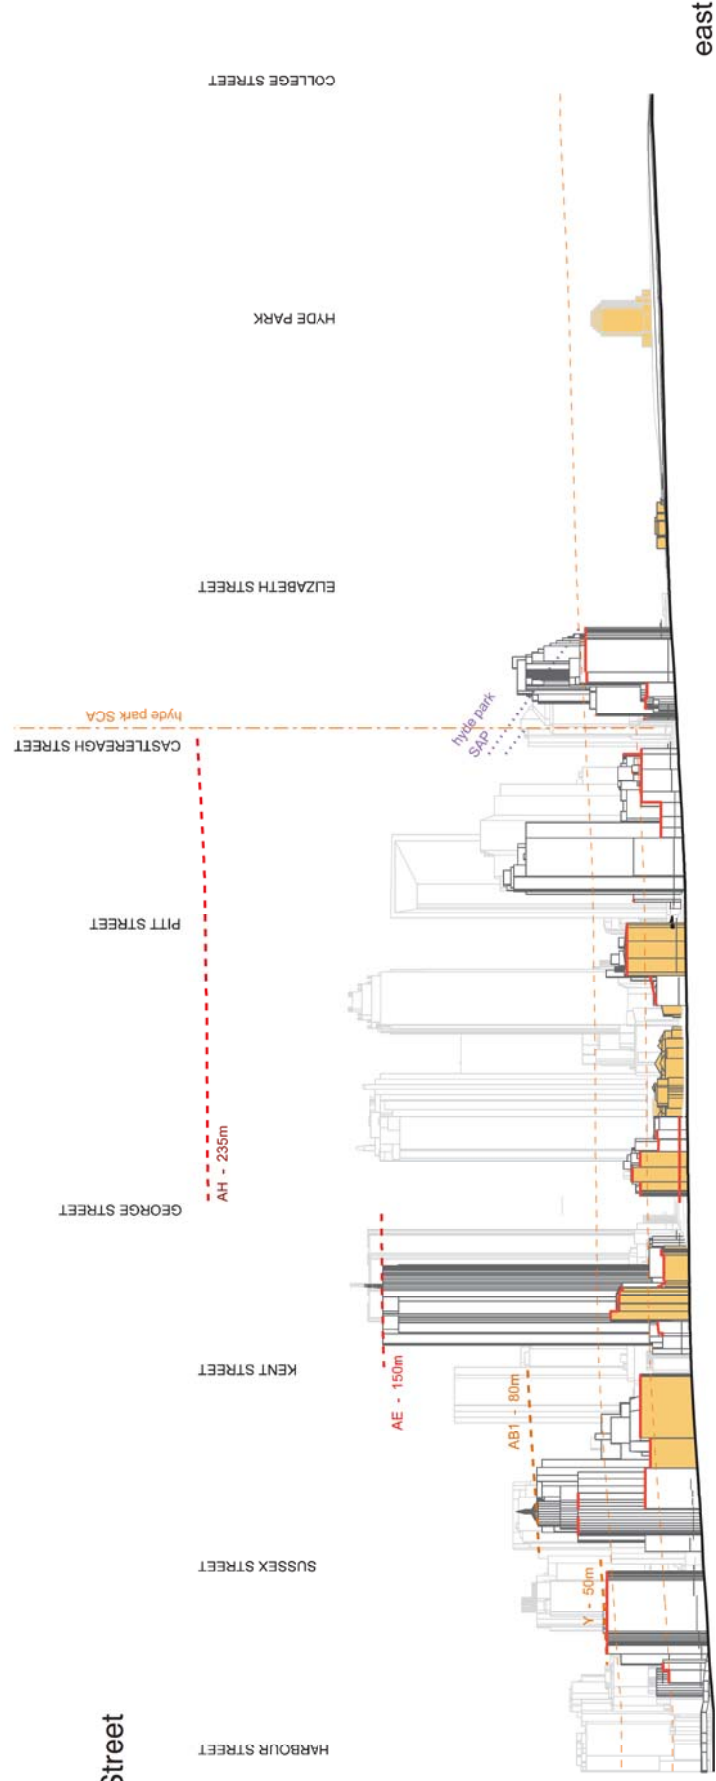 Street
HARBOUR STREET
SUSSEX STREET
KENT STREET
GEORGE STREET
PITT STREET
CASTLEREAGH STREET
hyde park SCA
ELIZABETH STREET
HYDE PARK
COLLEGE STREET
Y - 50m
AB1 - 80m
AE - 150m
AH - 235m
hyde park
SAP
east